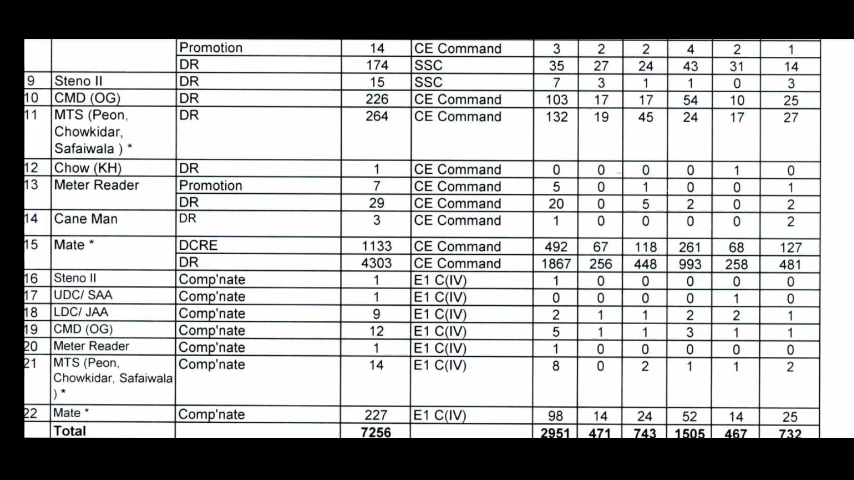 Promotion 14 CE Command 3 2 2 4 2 1
DR 174 SSC 35 27 24 43 31 14
9 Steno II DR 15 SSC 7 3 1 1 0 3
10 CMD (OG) DR 226 CE Command 103 17 17 54 10 25
11 MTS (Peon, DR 264 CE Command 132 19 45 24 17 27
Chowkidar,
Safaiwala ) *
12 Chow (KH) DR 1 CE Command 0 0 0 0 1 0
13 Meter Reader Promotion 7 CE Command 5 0 1 0 0 1
DR 29 CE Command 20 0 5 2 0 2
14 Cane Man DR 3 CE Command 1 0 0 0 0 2
15 Mate * DCRE 1133 CE Command 492 67 118 261 68 127
DR 4303 CE Command 1867 256 448 993 258 481
16 Steno II Comp'nate 1 E1 C(IV) 1 0 0 0 0 0
17 UDC/ SAA Comp'nate 1 E1 C(IV) 0 0 0 0 1 0
18 LDC/ JAA Comp'nate 9 E1 C(IV) 2 1 1 2 2 1
19 CMD (OG) Comp'nate 12 E1 C(IV) 5 1 1 3 1 1
20 Meter Reader Comp'nate 1 E1 C(IV) 1 0 0 0 0 0
21 MTS (Peon, Comp'nate 14 E1 C(IV) 8 0 2 1 1 2
Chowkidar, Safaiwala
) *
22 Mate * Comp'nate 227 E1 C(IV) 98 14 24 52 14 25
Total 7256 2951 471 743 1505 467 732